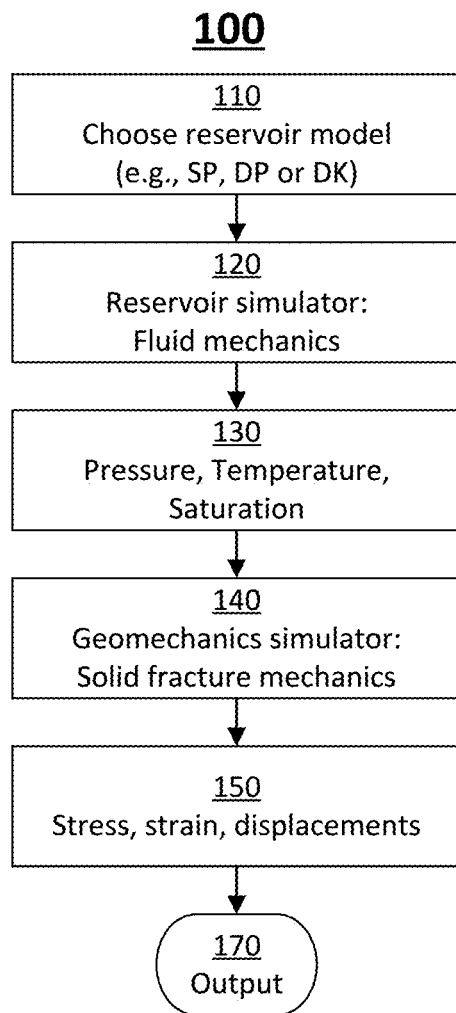 100
110
Choose reservoir model
(e.g., SP, DP or DK)
120
Reservoir simulator:
Fluid mechanics
130
Pressure, Temperature,
Saturation
140
Geomechanics simulator:
Solid fracture mechanics
150
Stress, strain, displacements
170
Output